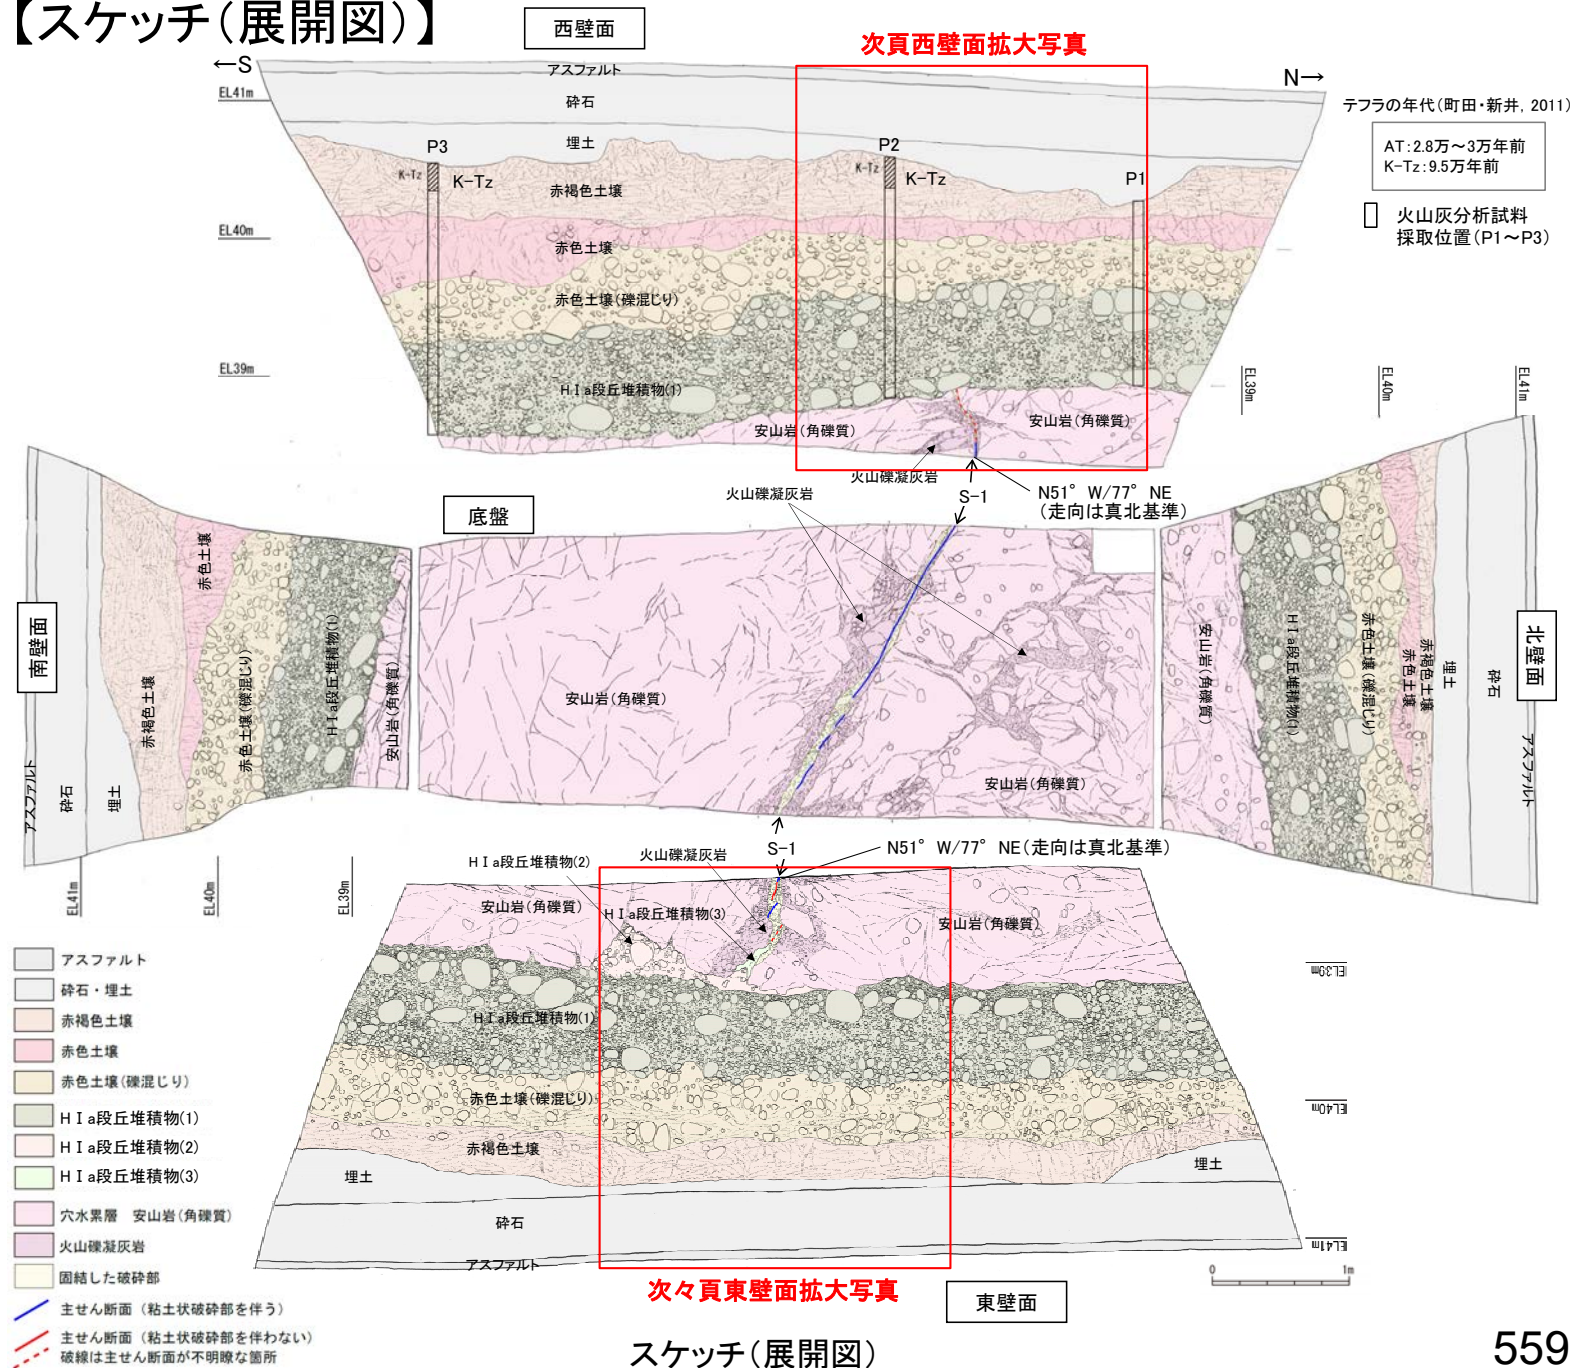 【スケッチ(展開図)】
西壁面
次頁西壁面拡大写真
←S
N→
アスファルト
EL41m
砕石
テフラの年代(町田・新井, 2011)
AT:2.8万～3万年前
K-Tz:9.5万年前
P3
埋土
P2
K-Tz
K-Tz
K-Tz
K-Tz
P1
赤褐色土壌
火山灰分析試料
採取位置(P1～P3)
EL40m
赤色土壌
赤色土壌(礫混じり)
EL39m
HⅠa段丘堆積物(1)
安山岩(角礫質)
安山岩(角礫質)
火山礫凝灰岩
EL39m
EL40m
EL41m
底盤
火山礫凝灰岩
S-1
N51°W/77°NE
(走向は真北基準)
南壁面
アスファルト
砕石
埋土
赤褐色土壌
赤色土壌
赤色土壌(礫混じり)
HⅠa段丘堆積物(1)
安山岩(角礫質)
安山岩(角礫質)
安山岩(角礫質)
安山岩(角礫質)
HⅠa段丘堆積物(1)
赤色土壌(礫混じり)
赤色土壌
赤褐色土壌
埋土
砕石
アスファルト
北壁面
EL41m
EL40m
EL39m
S-1
N51°W/77°NE(走向は真北基準)
HⅠa段丘堆積物(2)
火山礫凝灰岩
安山岩(角礫質)
HⅠa段丘堆積物(3)
安山岩(角礫質)
EL39m
HⅠa段丘堆積物(1)
赤色土壌(礫混じり)
EL40m
赤褐色土壌
埋土
埋土
砕石
EL41m
アスファルト
0 1m
次々頁東壁面拡大写真
東壁面
アスファルト
砕石・埋土
赤褐色土壌
赤色土壌
赤色土壌(礫混じり)
HⅠa段丘堆積物(1)
HⅠa段丘堆積物(2)
HⅠa段丘堆積物(3)
穴水累層 安山岩(角礫質)
火山礫凝灰岩
固結した破砕部
主せん断面(粘土状破砕部を伴う)
主せん断面(粘土状破砕部を伴わない)
破線は主せん断面が不明瞭な箇所
スケッチ(展開図)
559